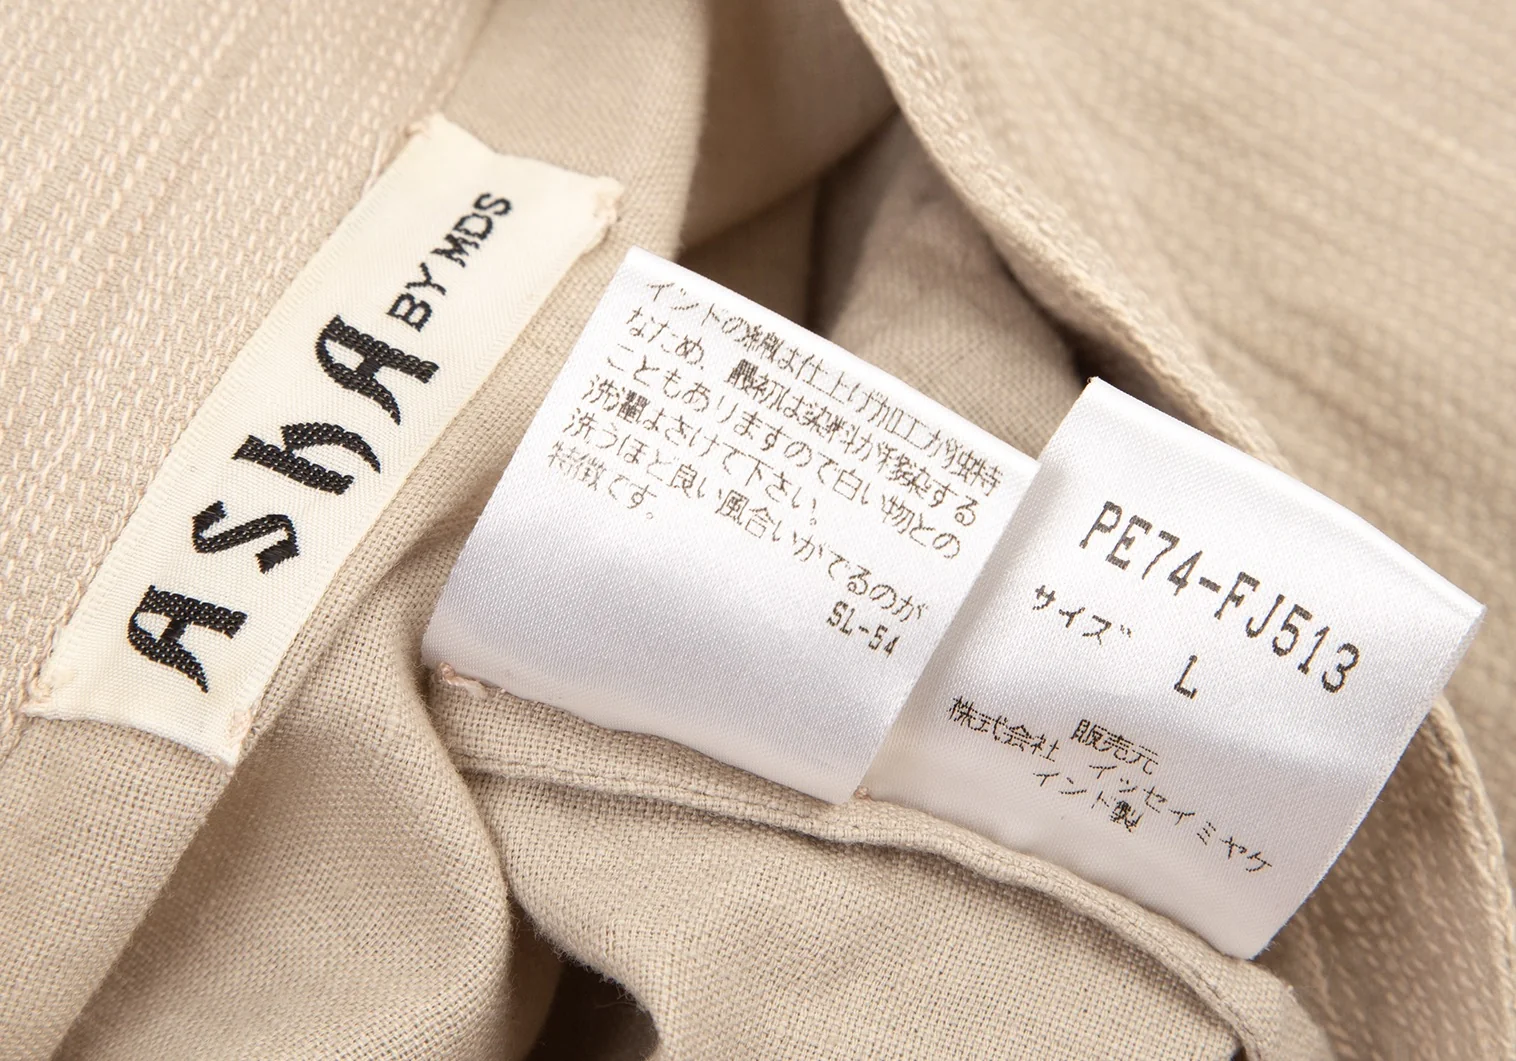 AshA BY MDS
インドの素材は仕上げ加工が独特
なため、最初は染料が移染する
こともありますので白い物との
洗濯はさけて下さい。
洗うほど良い風合いがでるのが
特徴です。
SL-54
PE74-FJ513
サイズ
L
販売元
株式会社 イッセイミヤケ
インド製